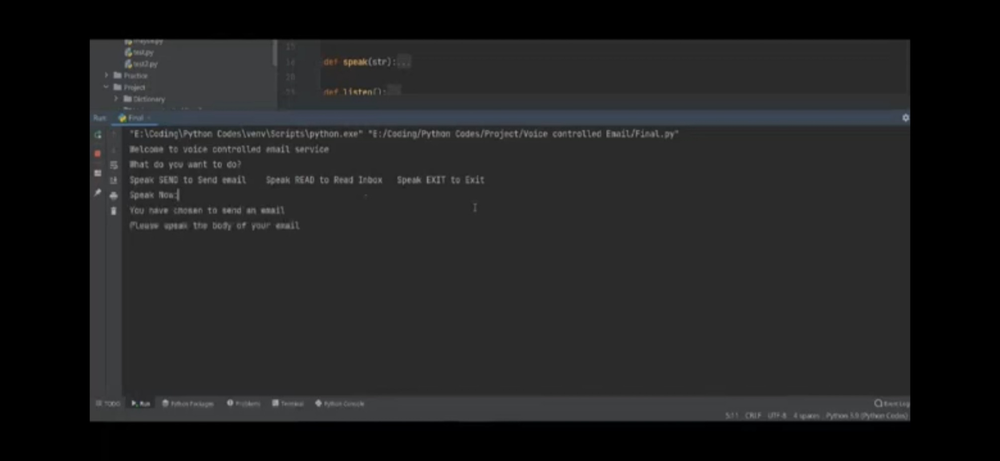 test.py
test2.py
Practice
Project
Dictionary
15
def speak(str):...
20
def listen():
Run: Final
"E:\Coding\Python Codes\venv\Scripts\python.exe" "E:/Coding/Python Codes/Project/Voice controlled Email/Final.py"
Welcome to voice controlled email service
What do you want to do?
Speak SEND to Send email    Speak READ to Read Inbox   Speak EXIT to Exit
Speak Now:
You have chosen to send an email
Please speak the body of your email
TODO Run Python Packages Problems Terminal Python Console Event Log
5:11 CRLF UTF-8 4 spaces Python 3.9 (Python Codes)